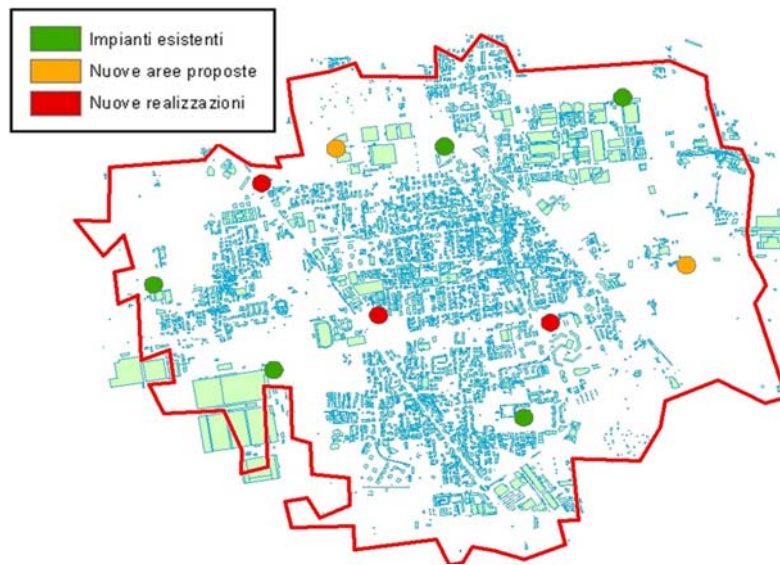 Impianti esistenti
Nuove aree proposte
Nuove realizzazioni